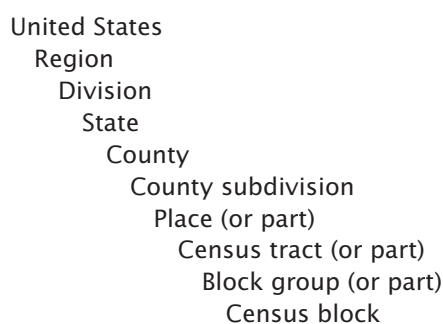 United States
Region
Division
State
County
County subdivision
Place (or part)
Census tract (or part)
Block group (or part)
Census block